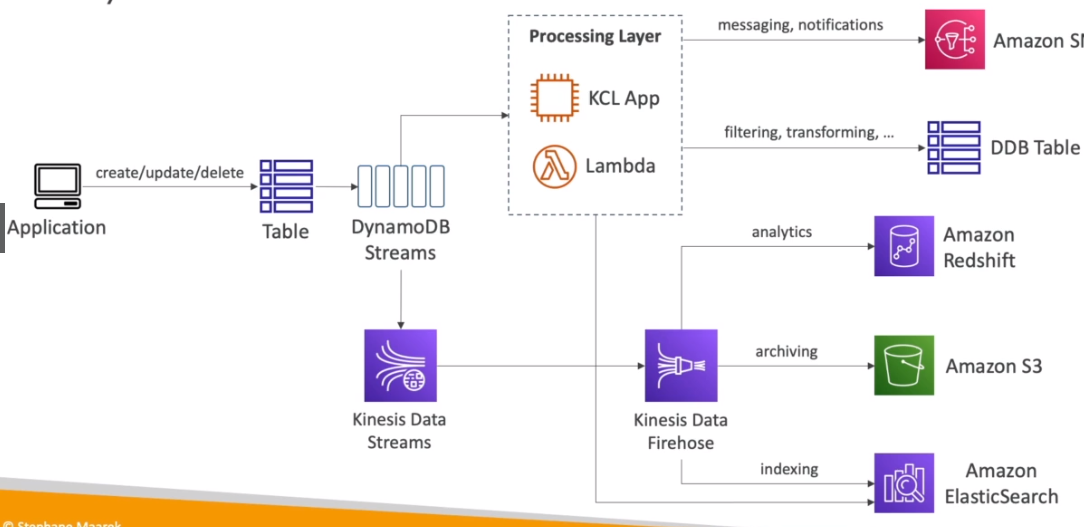 Processing Layer
KCL App
Lambda
messaging, notifications
Amazon
filtering, transforming, ...
DDB Table
create/update/delete
Application
Table
DynamoDB
Streams
analytics
Amazon
Redshift
archiving
Amazon S3
Kinesis Data
Streams
Kinesis Data
Firehose
indexing
Amazon
ElasticSearch
© Stephane Maarek